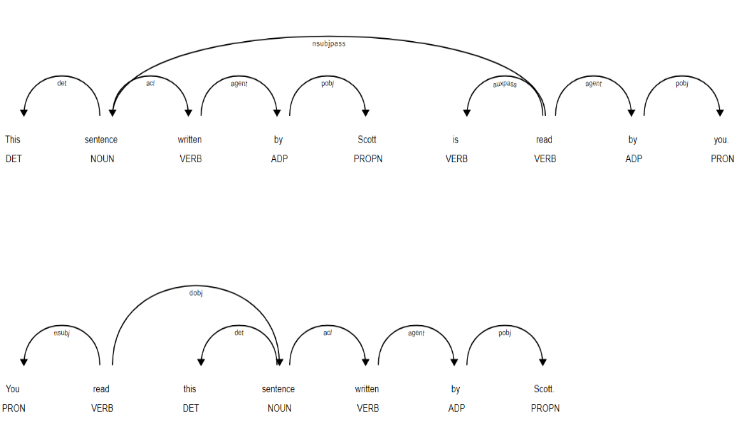 nsubjpass
det acl agent pobj auxpass agent pobj
This sentence written by Scott is read by you.
DET NOUN VERB ADP PROPN VERB VERB ADP PRON
dobj
nsubj det acl agent pobj
You read this sentence written by Scott.
PRON VERB DET NOUN VERB ADP PROPN